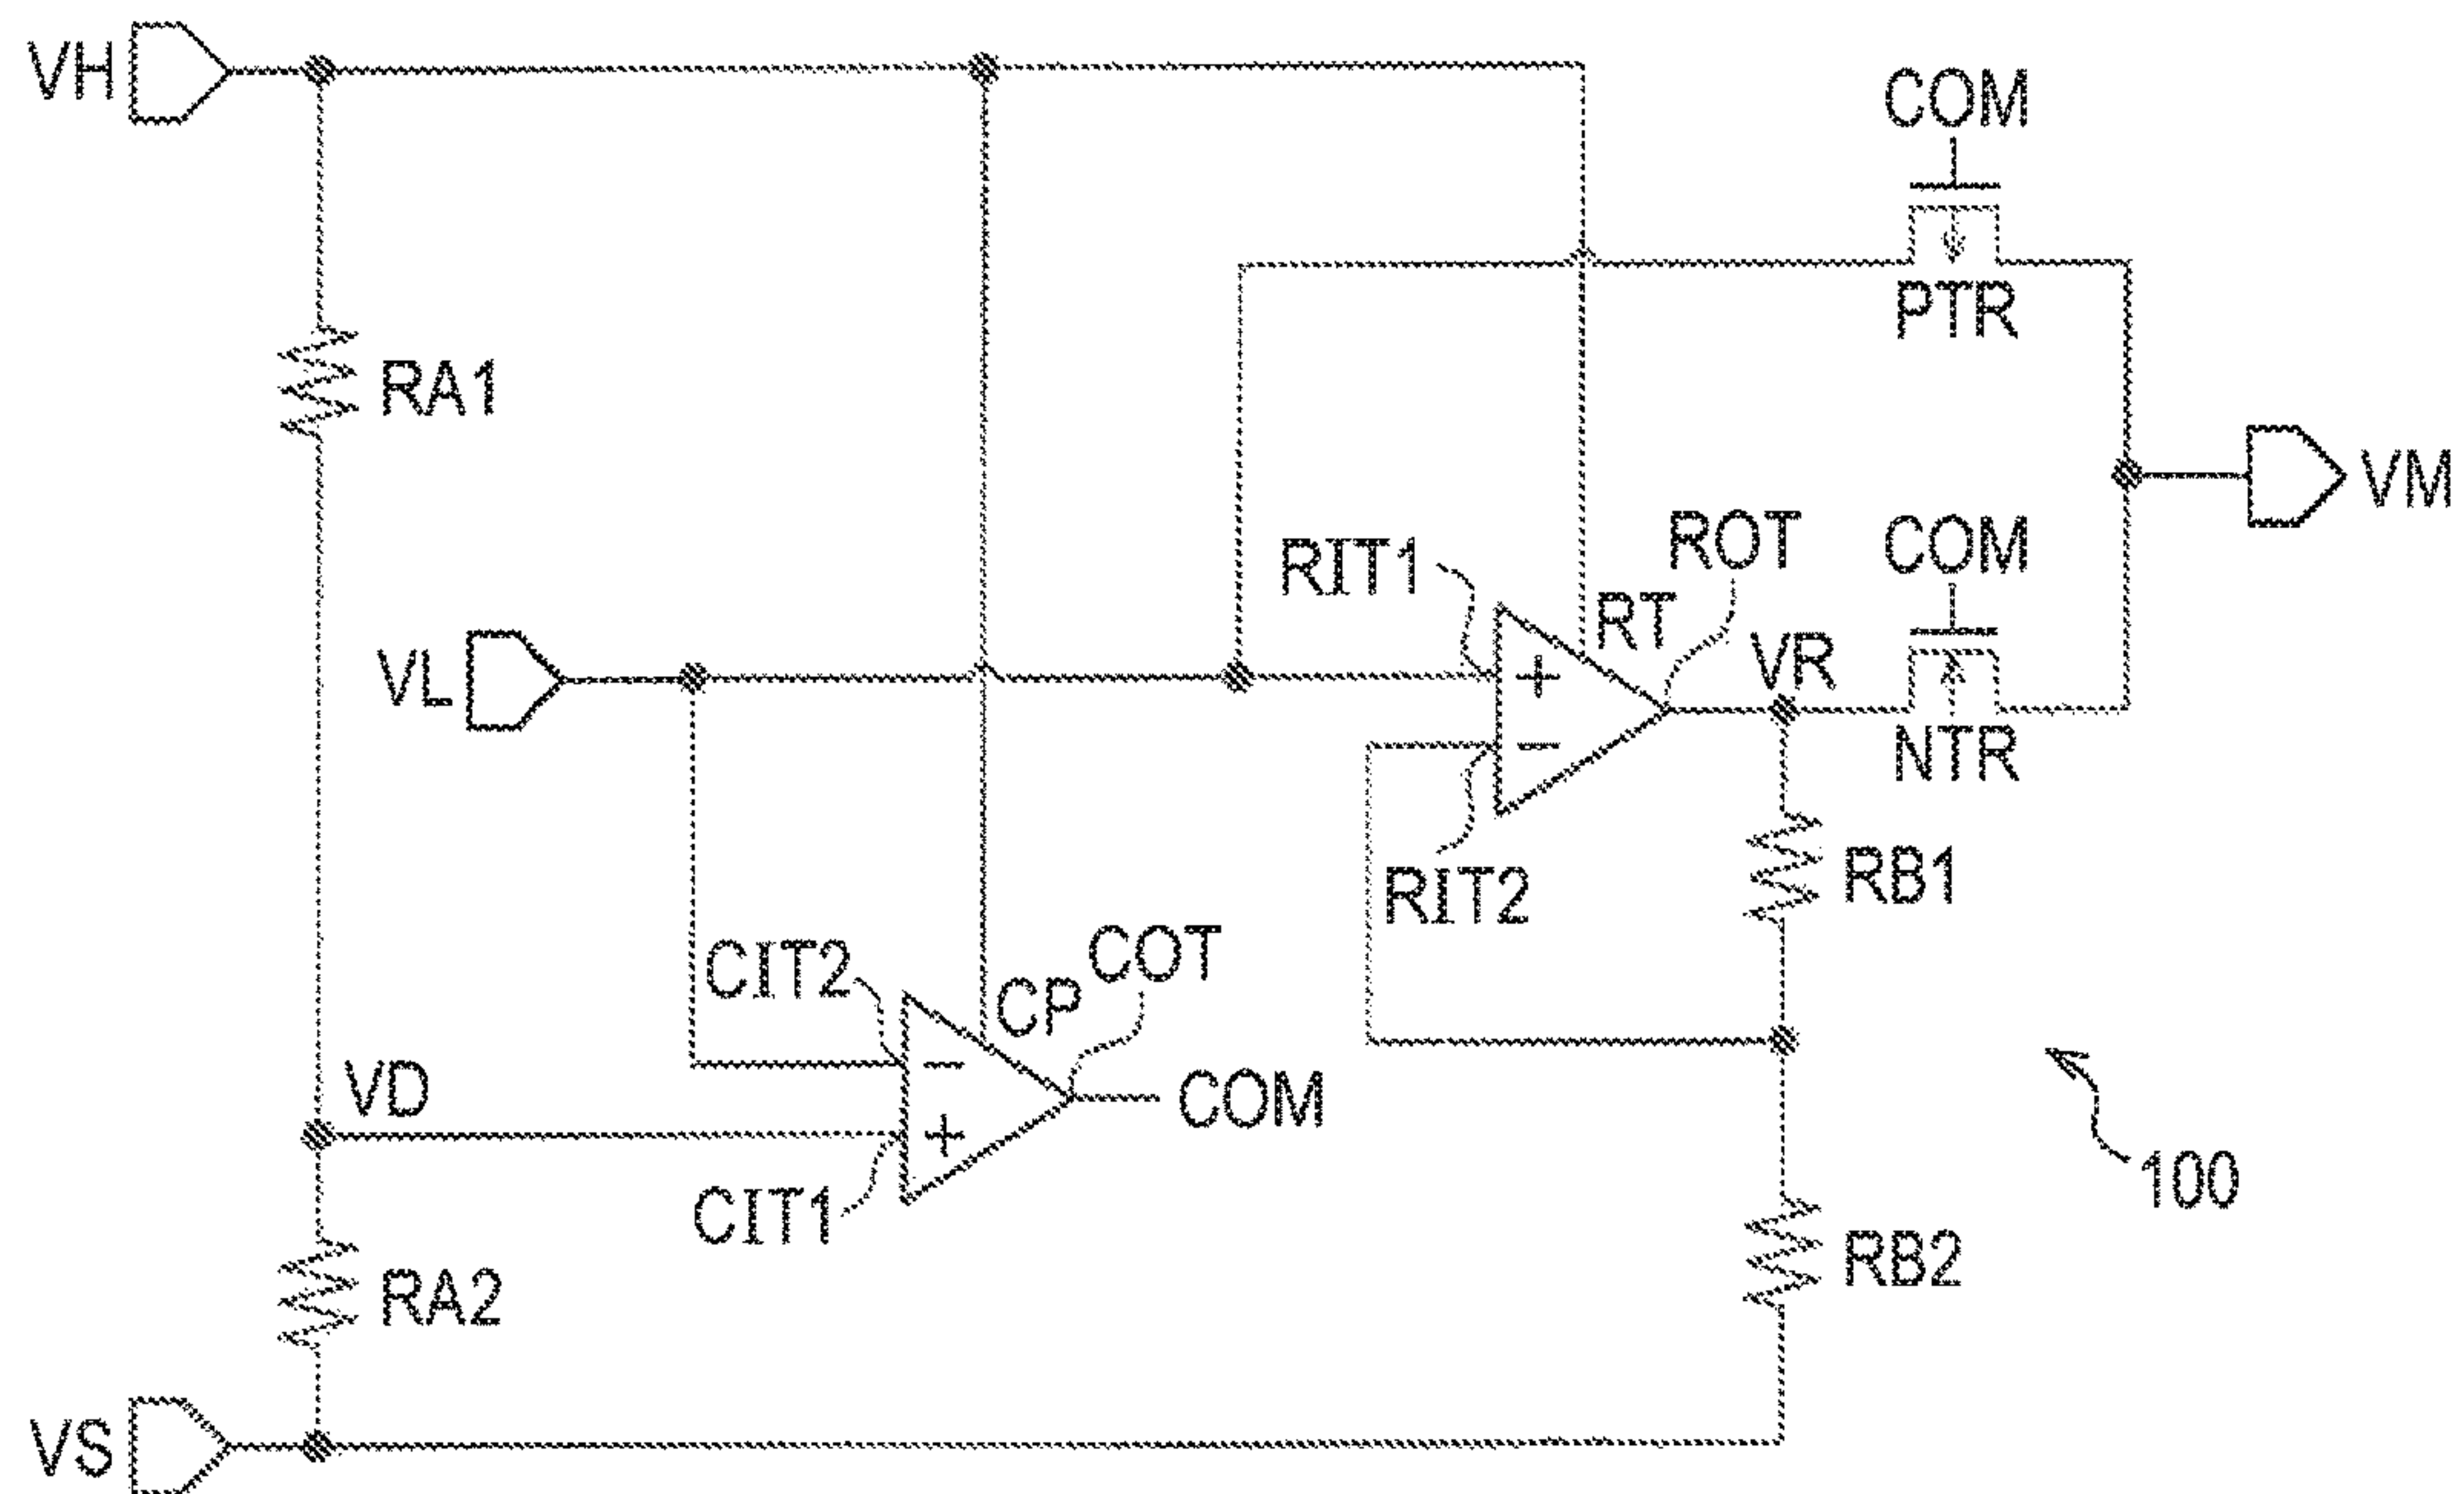 VH
COM
PTR
RA1
VM
COM
ROT
RIT1
RT
VR
VL
NTR
RB1
RIT2
CIT2
COT
CP
VD
COM
CIT1
100
RB2
RA2
VS